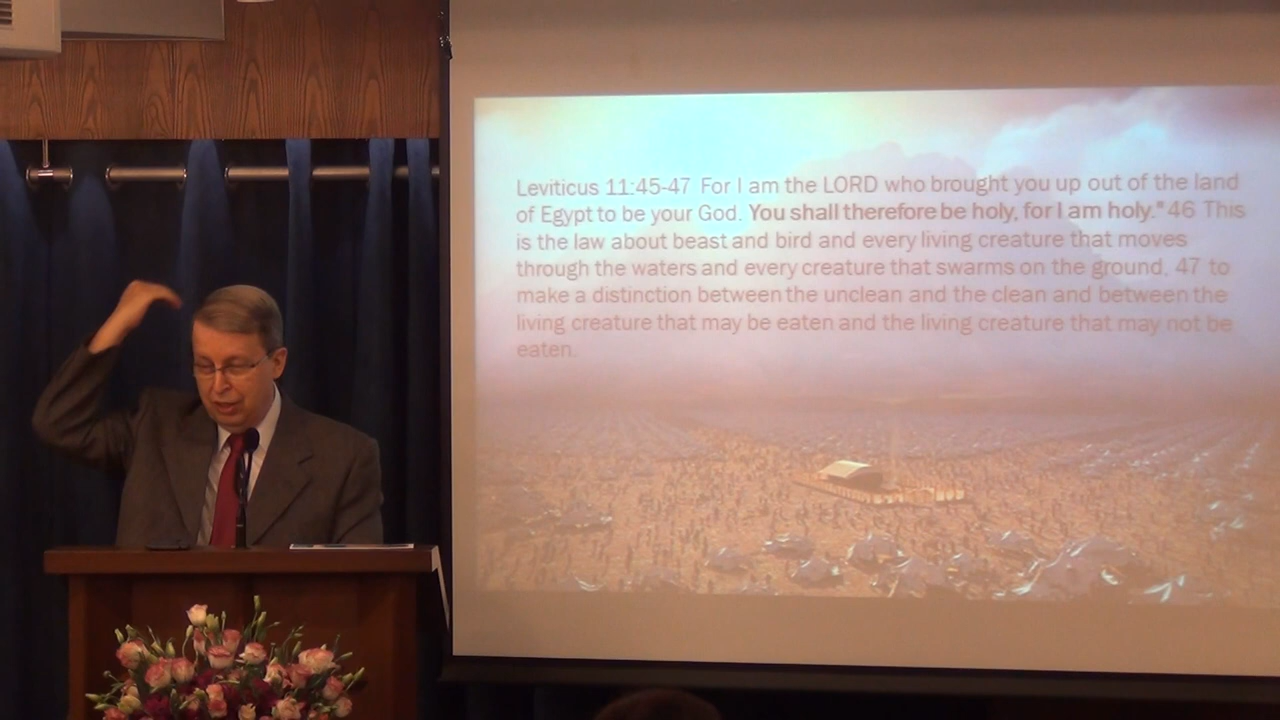 Leviticus 11:45-47 For I am the LORD who brought you up out of the land
of Egypt to be your God. You shall therefore be holy, for I am holy."46 This
is the law about beast and bird and every living creature that moves
through the waters and every creature that swarms on the ground, 47 to
make a distinction between the unclean and the clean and between the
living creature that may be eaten and the living creature that may not be
eaten.